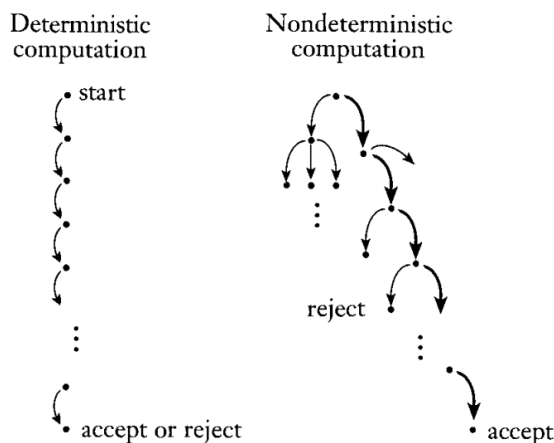 Deterministic
computation
start
accept or reject
Nondeterministic
computation
reject
accept